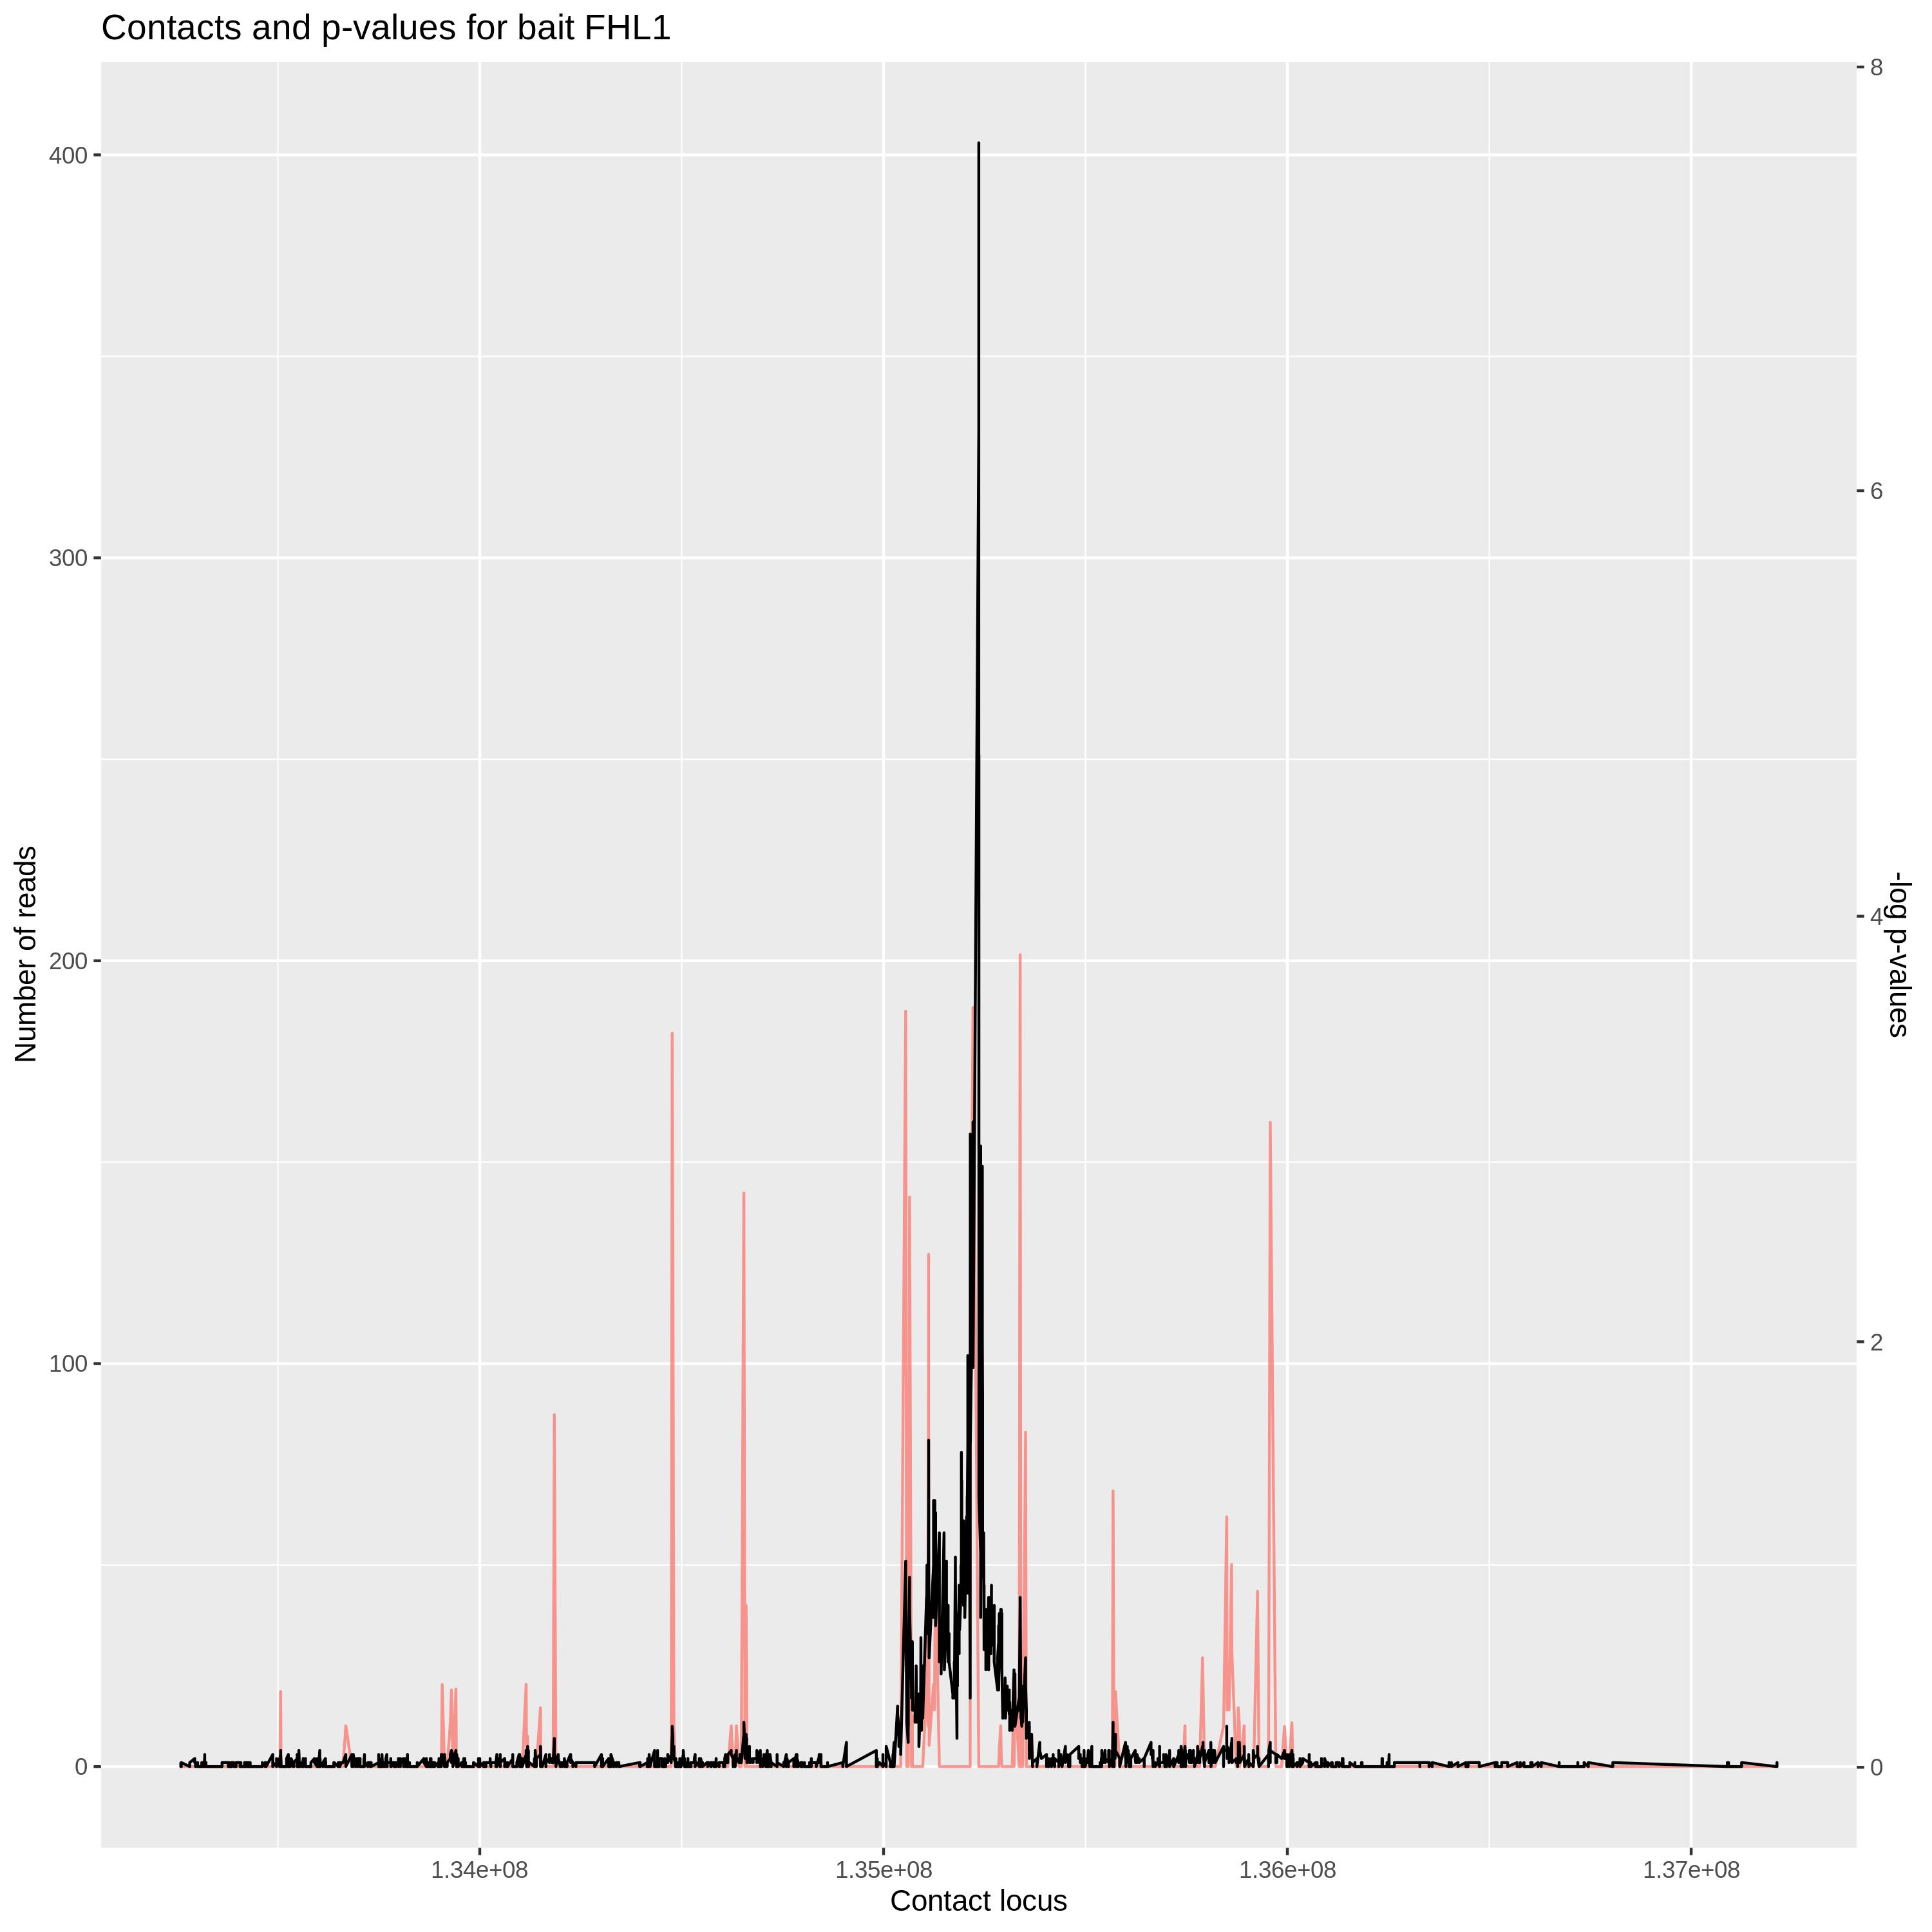 Contacts and p-values for bait FHL1
8
400
6
300
4
200
2
100
0
0
Number of reads
-log p-values
1.34e+08 1.35e+08 1.36e+08 1.37e+08
Contact locus